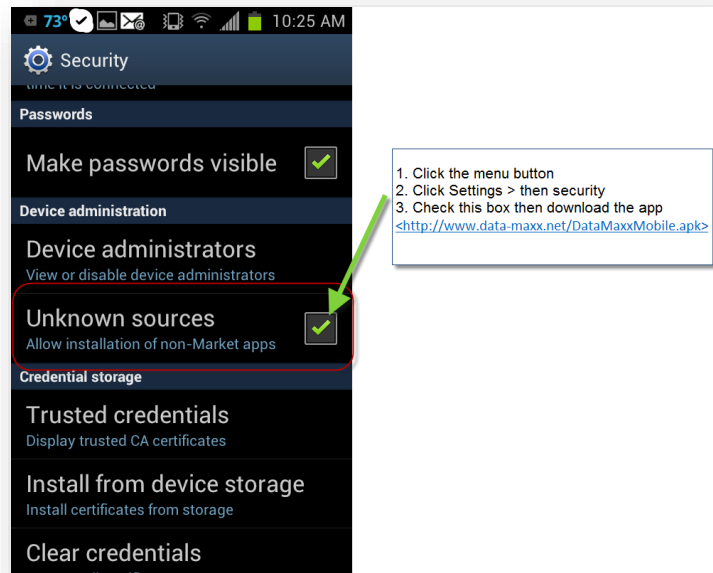 73° 10:25 AM
Security
time it is connected
Passwords
Make passwords visible
Device administration
Device administrators
View or disable device administrators
Unknown sources
Allow installation of non-Market apps
Credential storage
Trusted credentials
Display trusted CA certificates
Install from device storage
Install certificates from storage
Clear credentials
1. Click the menu button
2. Click Settings > then security
3. Check this box then download the app
<http://www.data-maxx.net/DataMaxxMobile.apk>